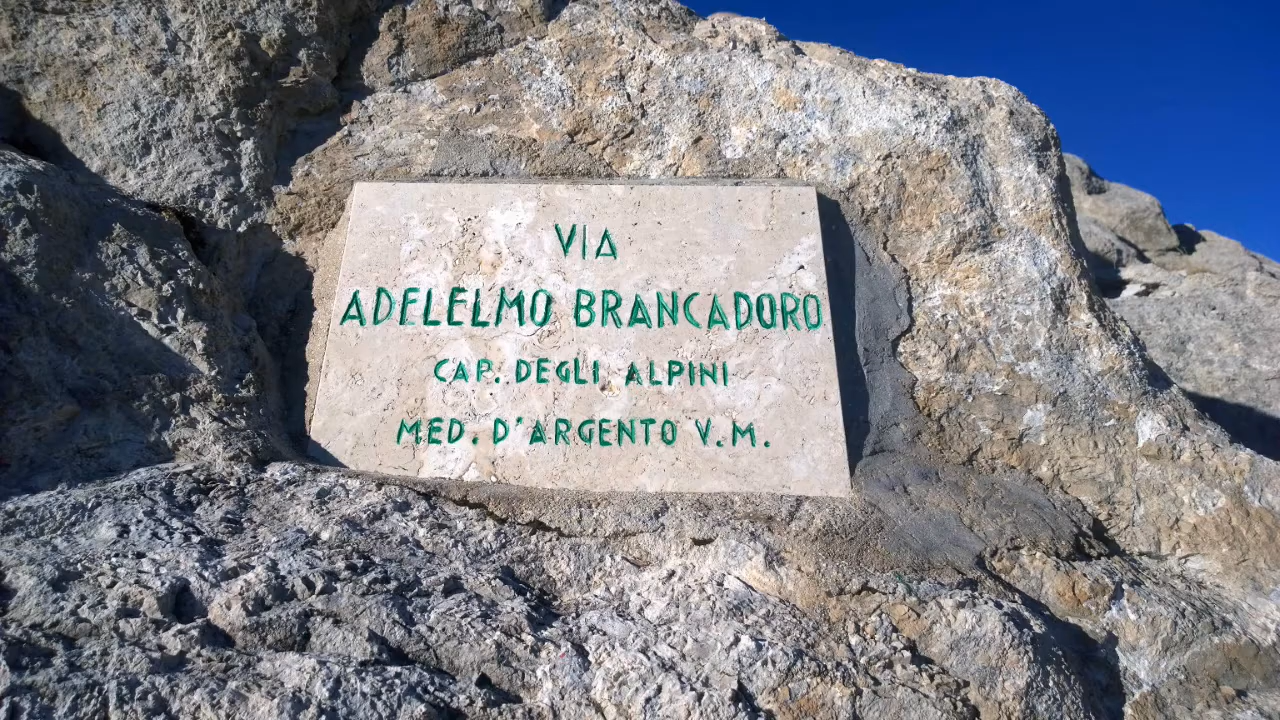 VIA
ADELELMO BRANCADORO
CAP. DEGLI ALPINI
MED. D'ARGENTO V.M.